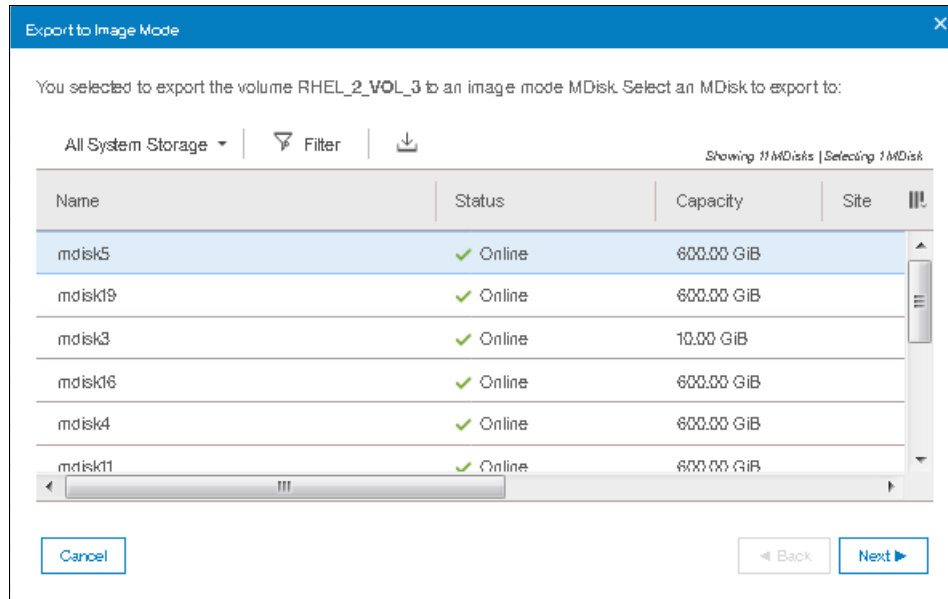 Export to Image Mode
You selected to export the volume RHEL_2_VOL_3 to an image mode MDisk. Select an MDisk to export to:
All System Storage Filter
Showing 11 MDisks | Selecting 1 MDisk
Name Status Capacity Site
mdisk5 Online 600.00 GiB
mdisk19 Online 600.00 GiB
mdisk3 Online 10.00 GiB
mdisk16 Online 600.00 GiB
mdisk4 Online 600.00 GiB
mdisk11 Online 600.00 GiB
Cancel Back Next